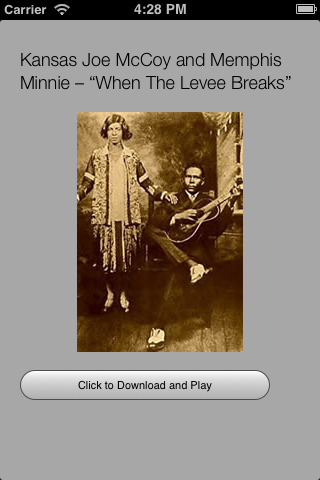 Carrier 4:28 PM
Kansas Joe McCoy and Memphis
Minnie – “When The Levee Breaks”
Click to Download and Play